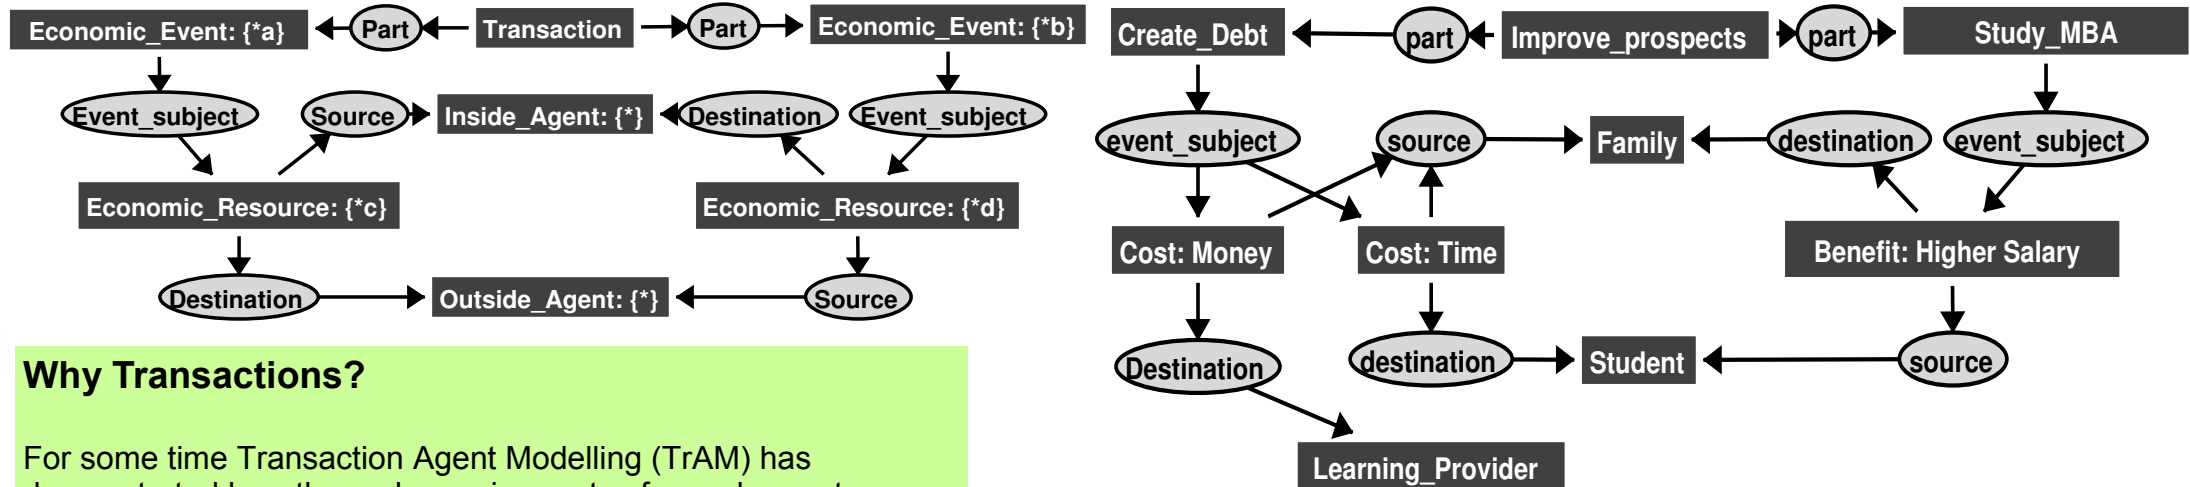 Economic_Event: {*a}
Part
Transaction
Part
Economic_Event: {*b}
Event_subject
Source
Inside_Agent: {*}
Destination
Event_subject
Economic_Resource: {*c}
Economic_Resource: {*d}
Destination
Outside_Agent: {*}
Source
Why Transactions?
For some time Transaction Agent Modelling (TrAM) has
Create_Debt
part
Improve_prospects
part
Study_MBA
event_subject
source
Family
destination
event_subject
Cost: Money
Cost: Time
Benefit: Higher Salary
Destination
destination
Student
source
Learning_Provider